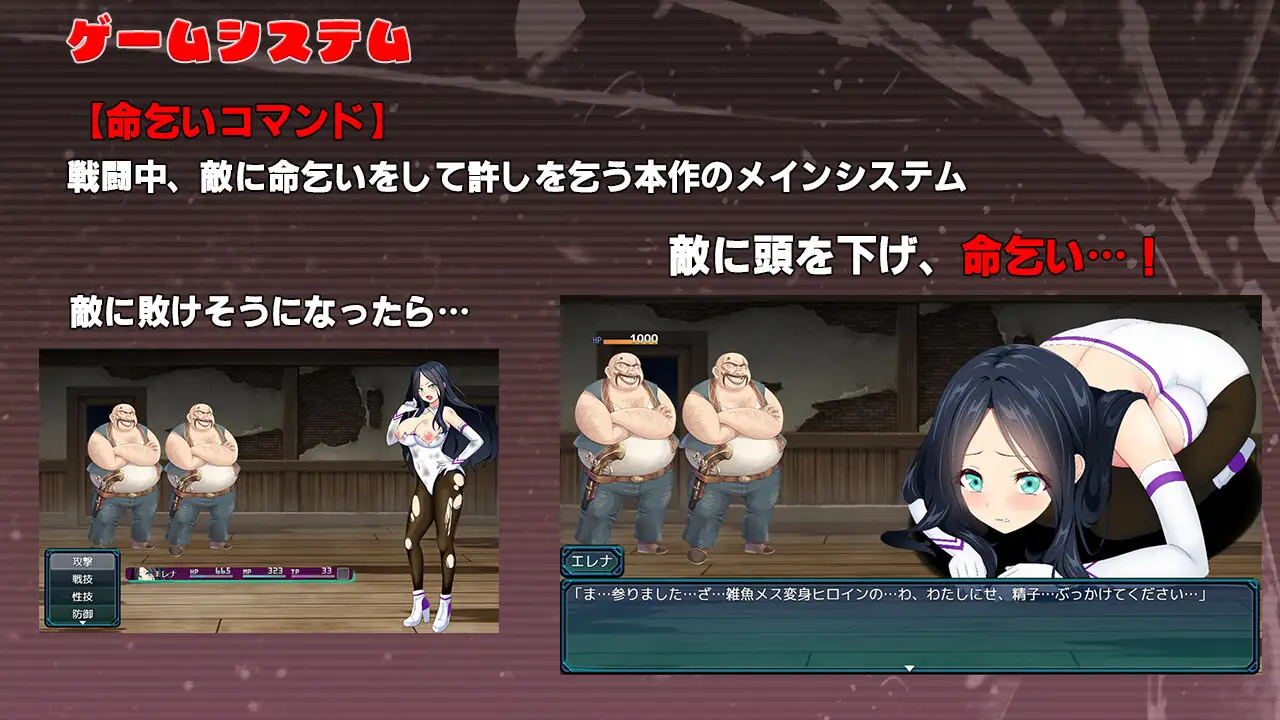 ゲームシステム
【命乞いコマンド】
戦闘中、敵に命乞いをして許しを乞う本作のメインシステム
敵に頭を下げ、命乞い…！
敵に敗けそうになったら…
HP 1000
攻撃
戦技
性技
防御
エレナ HP 665 MP 323 TP 33
エレナ
「ま…参りました…ざ…雑魚メス変身ヒロインの…わ、わたしにせ、精子…ぶっかけてください…」